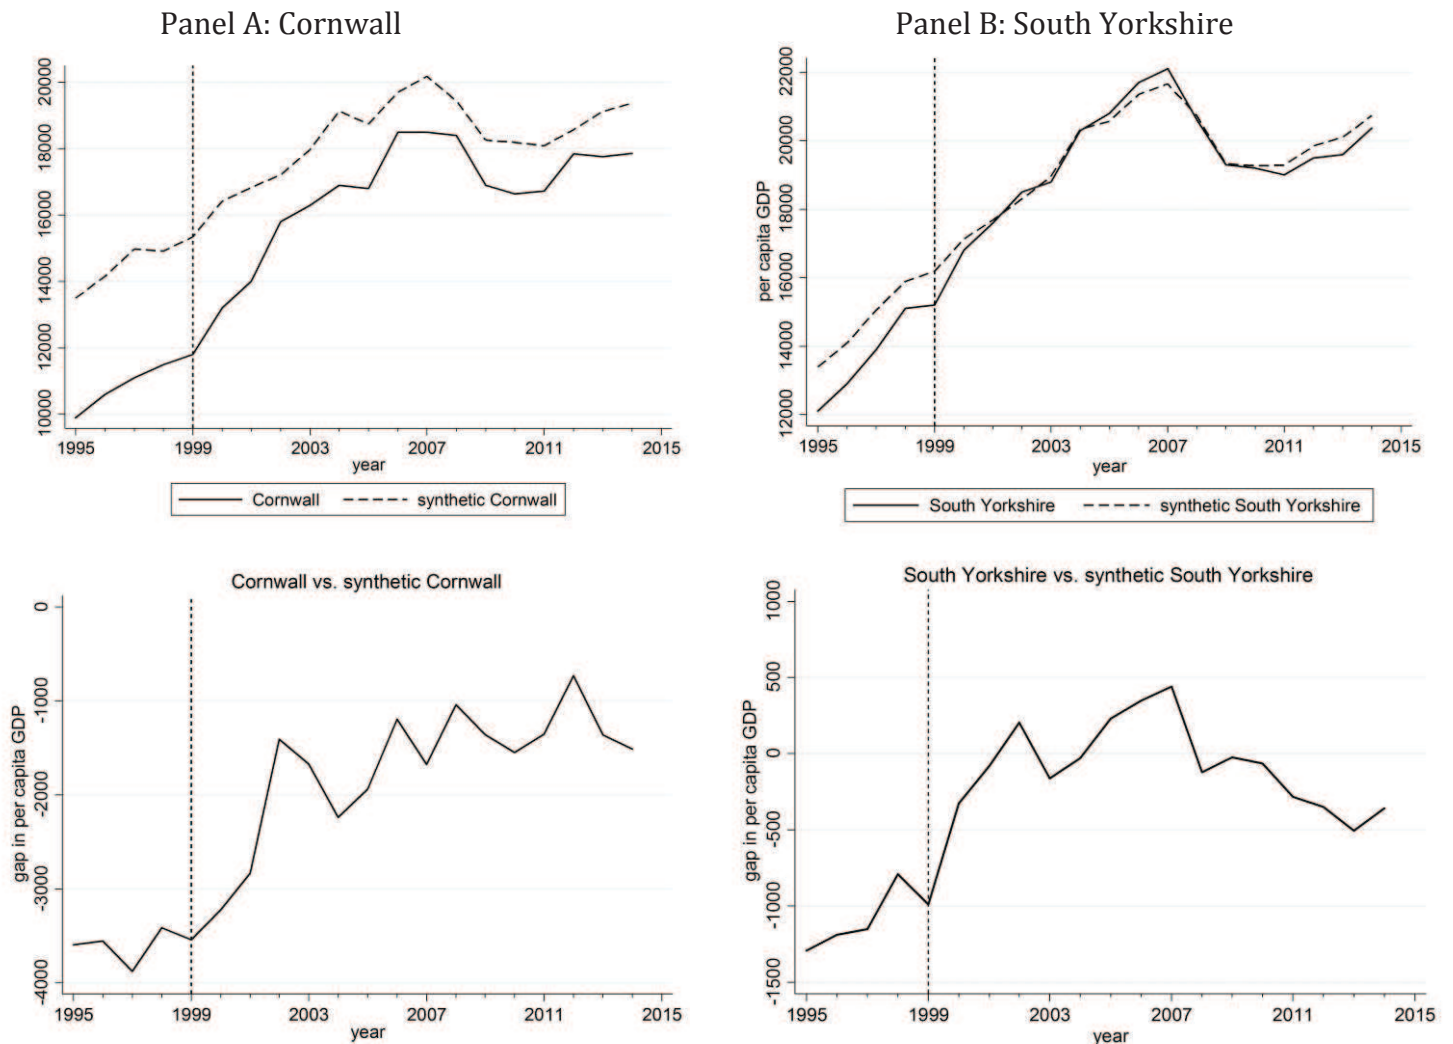 Panel A: Cornwall
20000
18000
16000
14000
12000
10000
1995 1999 2003 2007 2011 2015
year
Cornwall synthetic Cornwall
Panel B: South Yorkshire
per capita GDP
22000
20000
18000
16000
14000
12000
1995 1999 2003 2007 2011 2015
year
South Yorkshire synthetic South Yorkshire
Cornwall vs. synthetic Cornwall
gap in per capita GDP
0
-1000
-2000
-3000
-4000
1995 1999 2003 2007 2011 2015
year
South Yorkshire vs. synthetic South Yorkshire
gap in per capita GDP
1000
500
0
-500
-1000
-1500
1995 1999 2003 2007 2011 2015
year